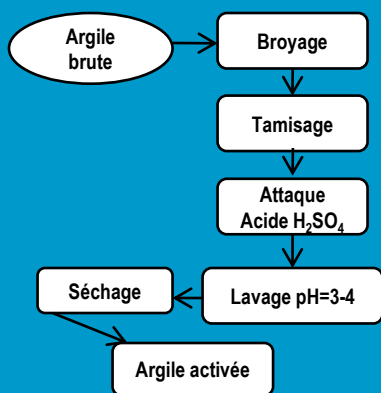 Argile
brute
Broyage
Tamisage
Attaque
Acide H₂SO₄
Lavage pH=3-4
Séchage
Argile activée